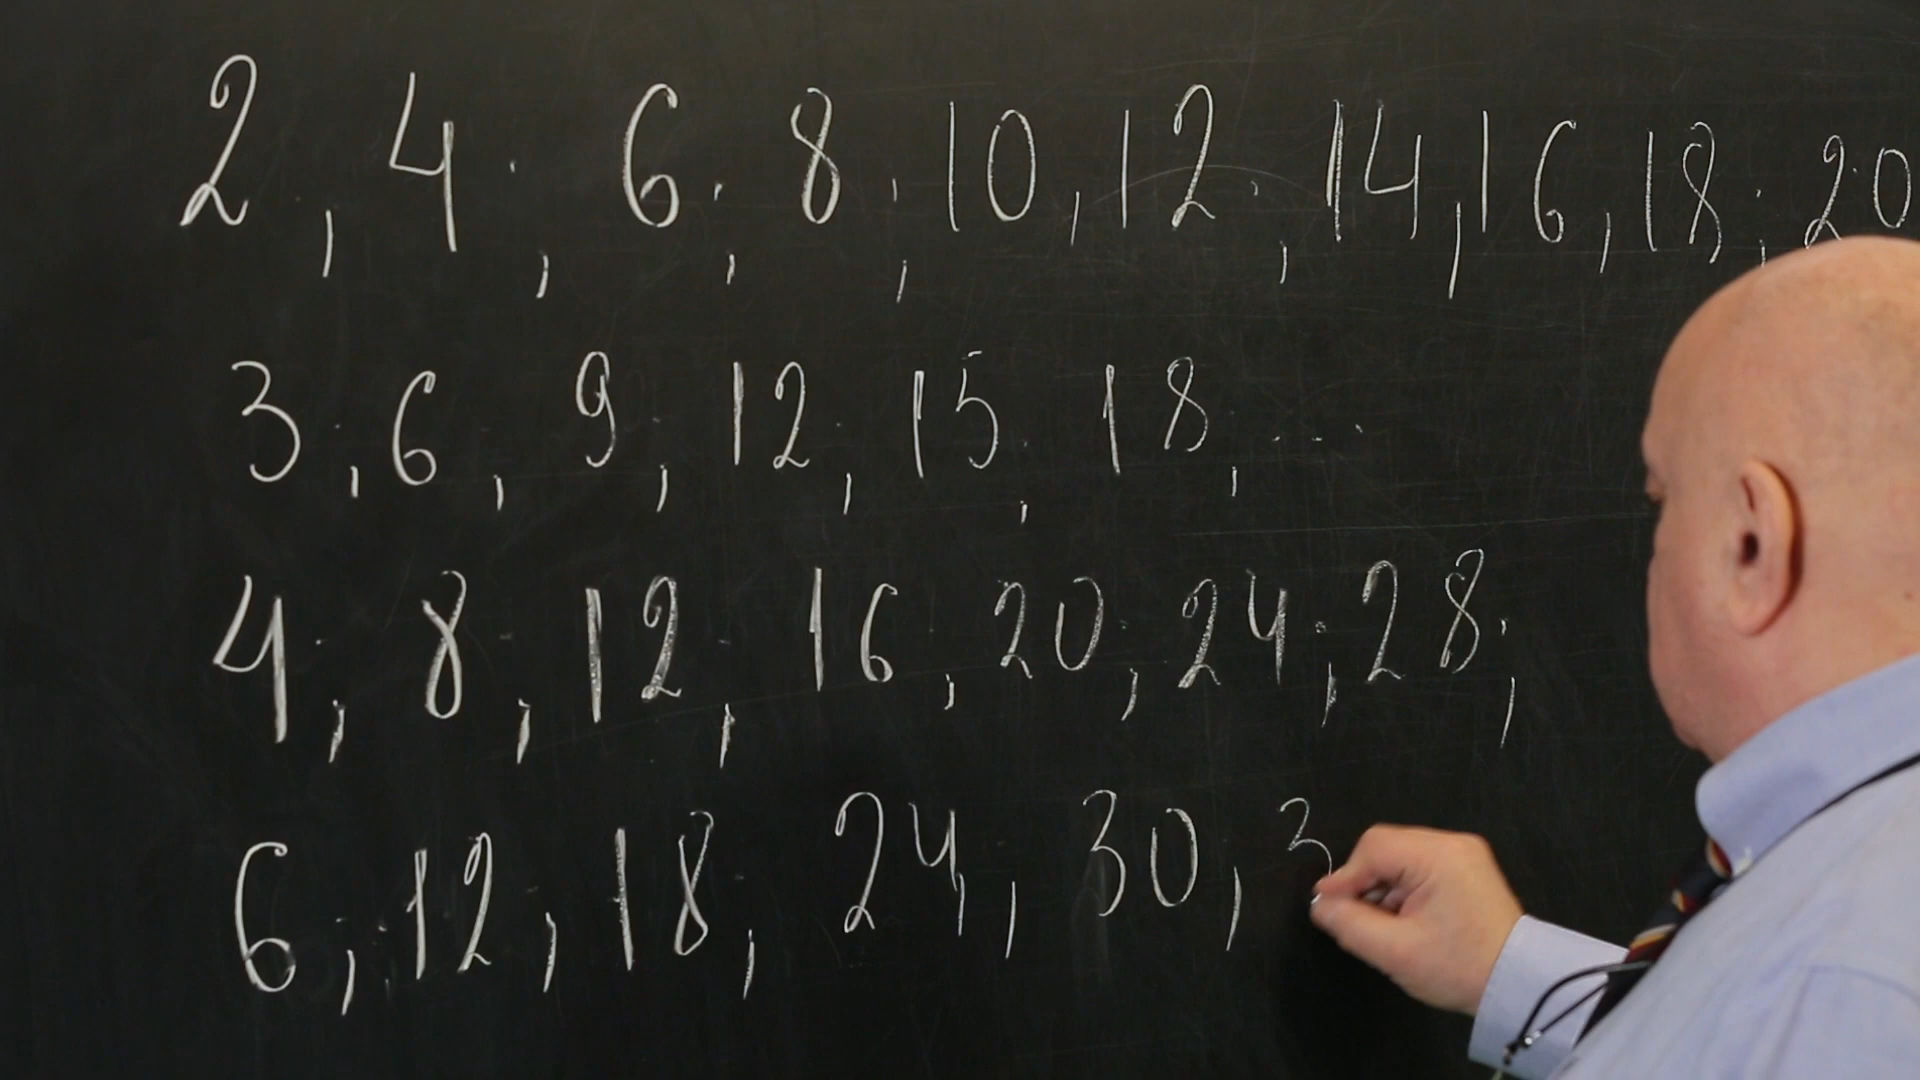 2, 4, 6, 8, 10, 12, 14, 16, 18, 20
3, 6, 9, 12, 15, 18, ...
4, 8, 12, 16, 20, 24, 28,
6, 12, 18, 24, 30, 3